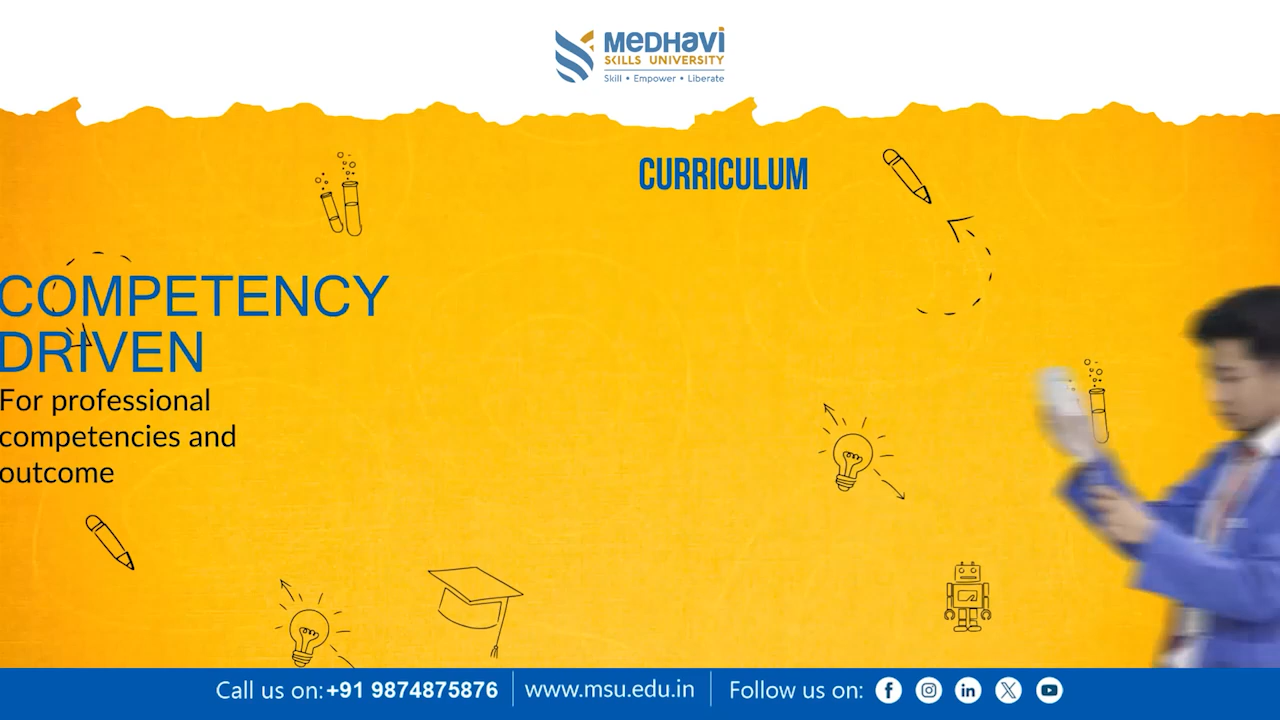 MEDHAVI
SKILLS UNIVERSITY
Skill • Empower • Liberate
CURRICULUM
COMPETENCY
DRIVEN
For professional
competencies and
outcome
Call us on: +91 9874875876
www.msu.edu.in
Follow us on: